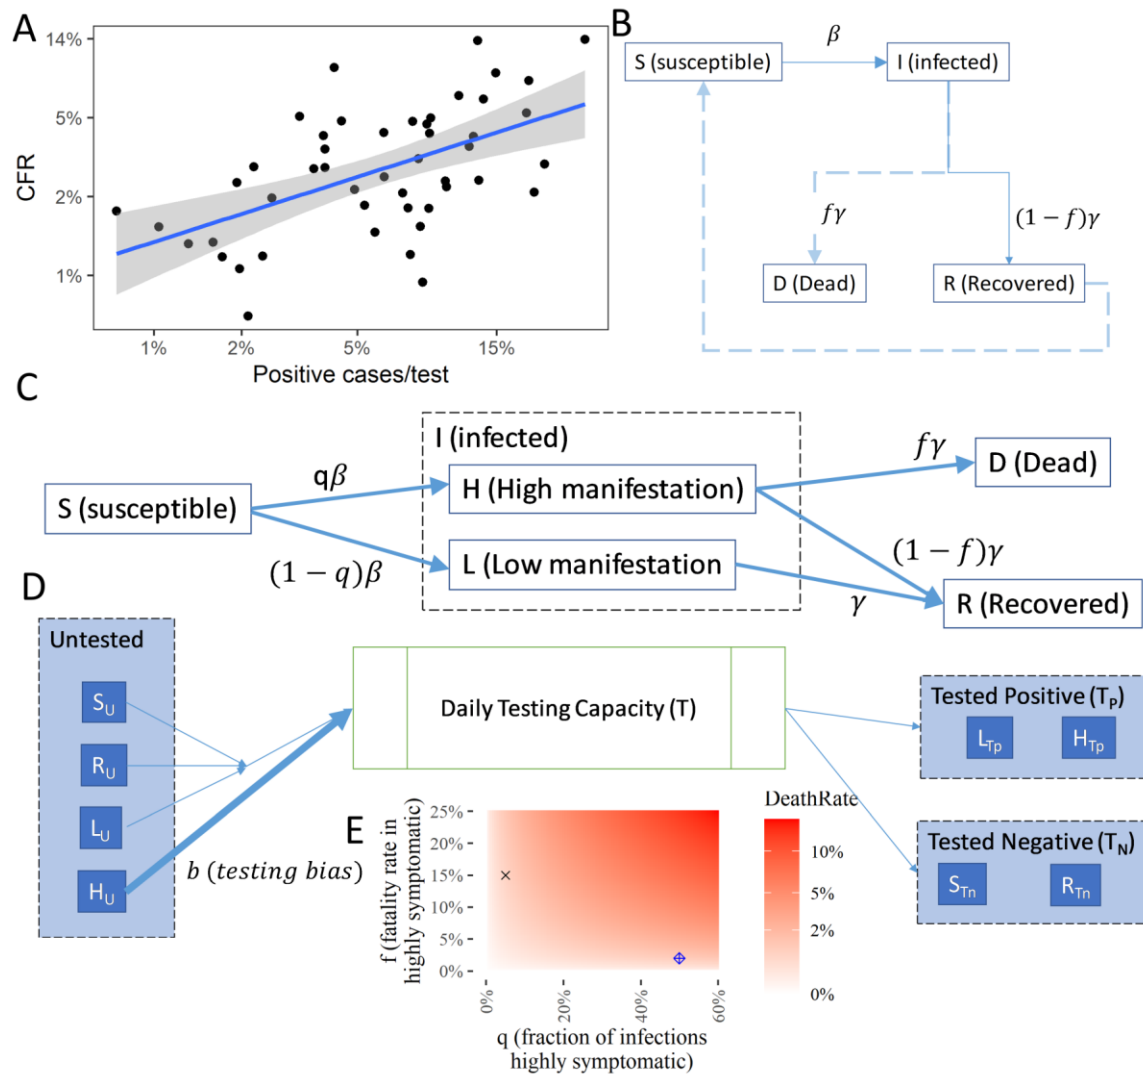 A
14%
5%
2%
1%
CFR
1% 2% 5% 15%
Positive cases/test
B
S (susceptible)
β
I (infected)
fγ
(1 − f)γ
D (Dead)
R (Recovered)
C
I (infected)
S (susceptible)
qβ
(1 − q)β
H (High manifestation)
L (Low manifestation
fγ
(1 − f)γ
γ
D (Dead)
R (Recovered)
D
Untested
S_U
R_U
L_U
H_U
b (testing bias)
Daily Testing Capacity (T)
Tested Positive (T_P)
L_Tp H_Tp
Tested Negative (T_N)
S_Tn R_Tn
E
f (fatality rate in
highly symptomatic)
25%
20%
15%
10%
5%
0%
0% 20% 40% 60%
q (fraction of infections
highly symptomatic)
DeathRate
10%
5%
2%
0%